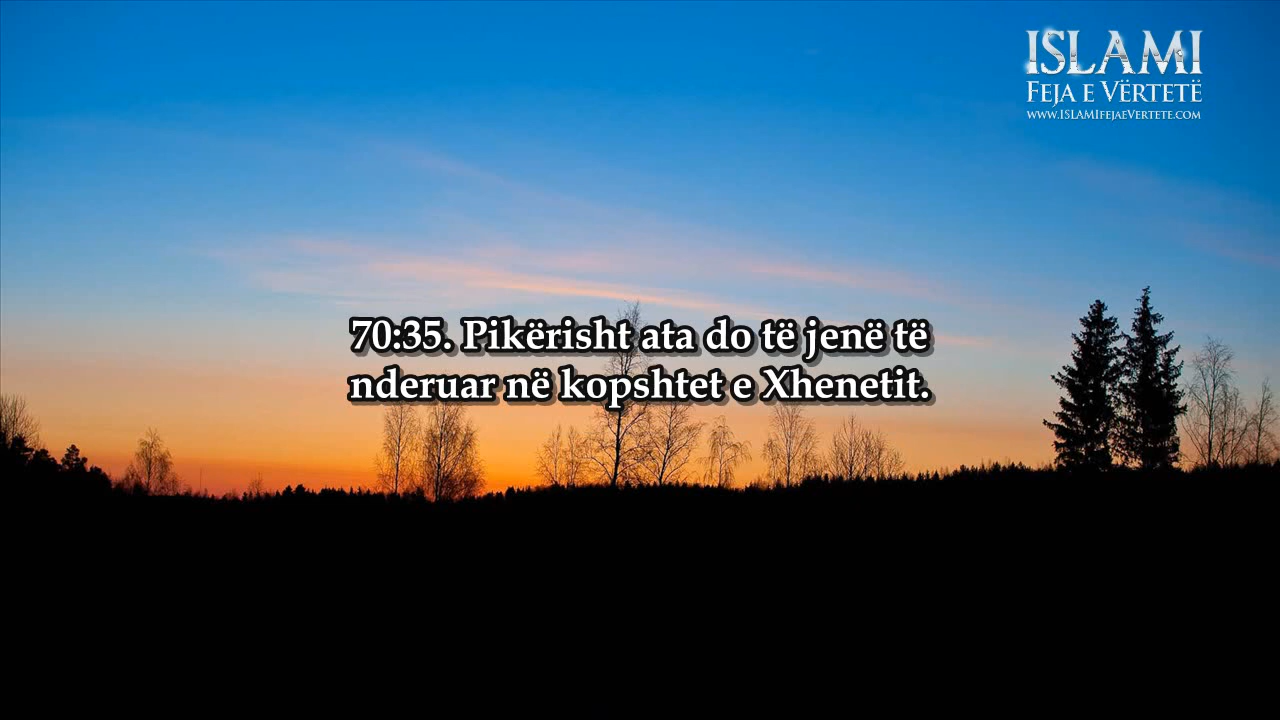 ISLAMI
FEJA E VËRTETË
WWW.ISLAMIFEJAEVERTETE.COM
70:35. Pikërisht ata do të jenë të
nderuar në kopshtet e Xhenetit.